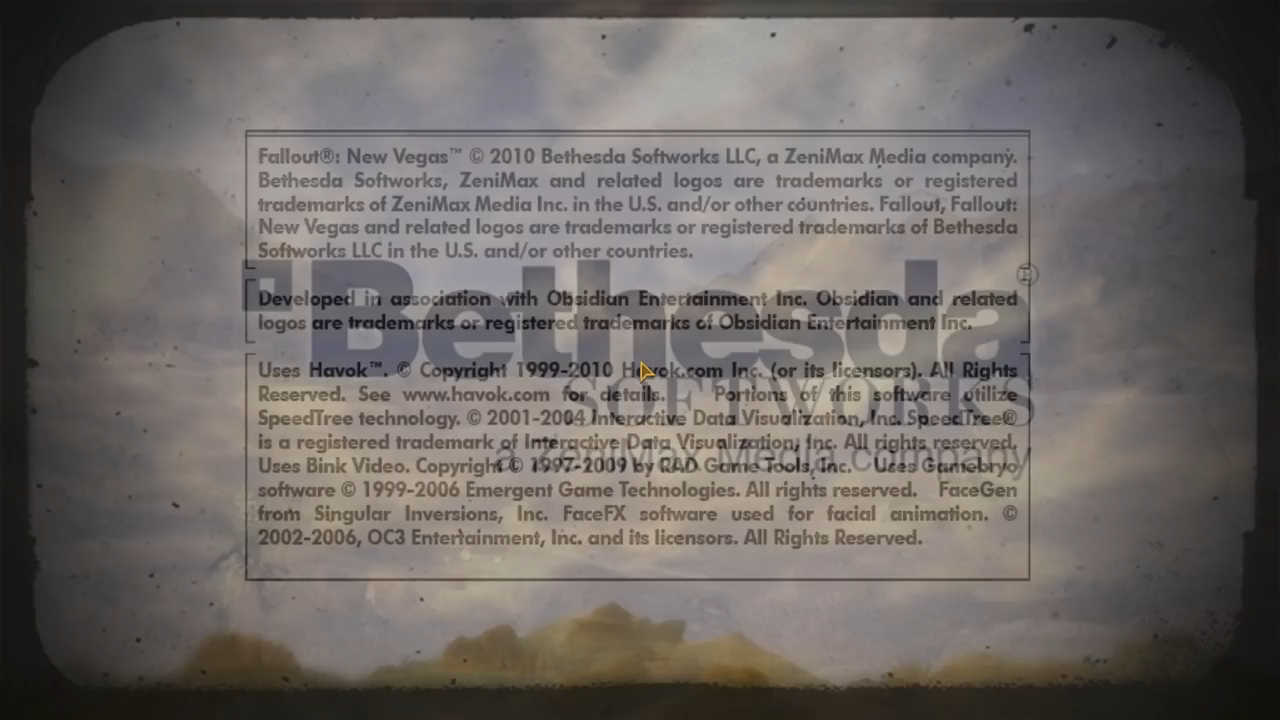 Fallout®: New Vegas™ © 2010 Bethesda Softworks LLC, a ZeniMax Media company.
Bethesda Softworks, ZeniMax and related logos are trademarks or registered
trademarks of ZeniMax Media Inc. in the U.S. and/or other countries. Fallout, Fallout:
New Vegas and related logos are trademarks or registered trademarks of Bethesda
Softworks LLC in the U.S. and/or other countries.
Bethesda®
Developed in association with Obsidian Entertainment Inc. Obsidian and related
logos are trademarks or registered trademarks of Obsidian Entertainment Inc.
Uses Havok™. © Copyright 1999-2010 Havok.com Inc. (or its licensors). All Rights
Reserved. See www.havok.com for details. Portions of this software utilize
SOFTWORKS
SpeedTree technology. © 2001-2004 Interactive Data Visualization, Inc. SpeedTree®
is a registered trademark of Interactive Data Visualization, Inc. All rights reserved.
a ZeniMax Media company
Uses Bink Video. Copyright © 1997-2009 by RAD Game Tools, Inc. Uses Gamebryo
software © 1999-2006 Emergent Game Technologies. All rights reserved. FaceGen
from Singular Inversions, Inc. FaceFX software used for facial animation. ©
2002-2006, OC3 Entertainment, Inc. and its licensors. All Rights Reserved.